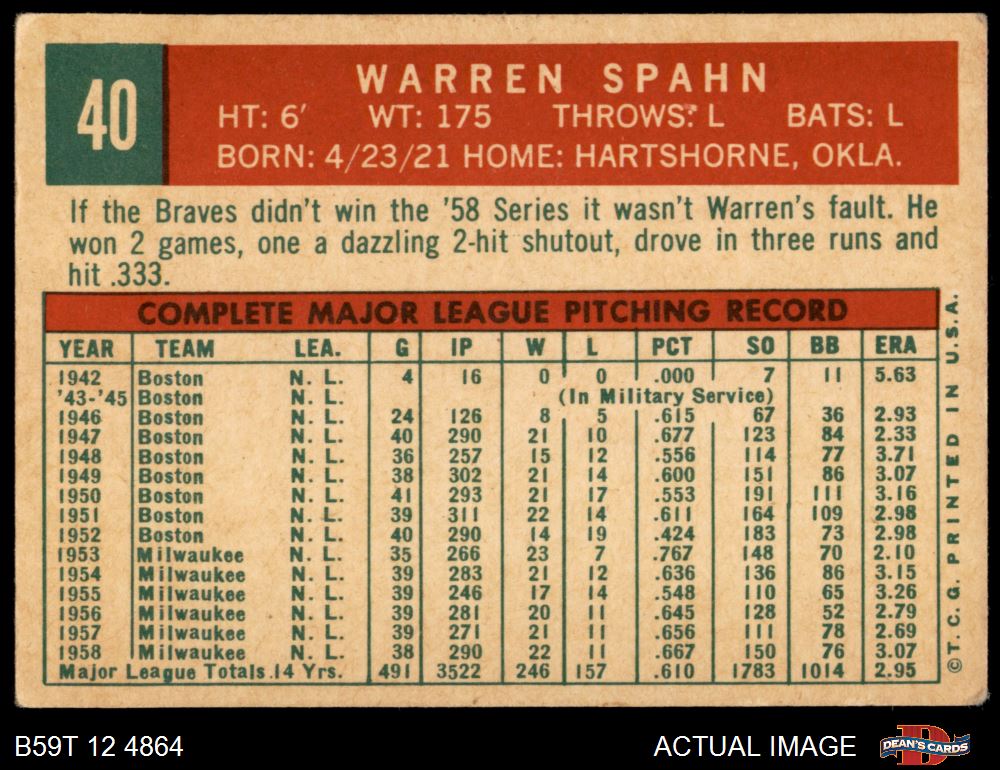 40
WARREN SPAHN
HT: 6' WT: 175 THROWS: L BATS: L
BORN: 4/23/21 HOME: HARTSHORNE, OKLA.
If the Braves didn't win the '58 Series it wasn't Warren's fault. He
won 2 games, one a dazzling 2-hit shutout, drove in three runs and
hit .333.
COMPLETE MAJOR LEAGUE PITCHING RECORD
YEAR TEAM LEA. G IP W L PCT SO BB ERA
1942 Boston N. L. 4 16 0 0 .000 7 11 5.63
'43-'45 Boston N. L. (In Military Service)
1946 Boston N. L. 24 126 8 5 .615 67 36 2.93
1947 Boston N. L. 40 290 21 10 .677 123 84 2.33
1948 Boston N. L. 36 257 15 12 .556 114 77 3.71
1949 Boston N. L. 38 302 21 14 .600 151 86 3.07
1950 Boston N. L. 41 293 21 17 .553 191 111 3.16
1951 Boston N. L. 39 311 22 14 .611 164 109 2.98
1952 Boston N. L. 40 290 14 19 .424 183 73 2.98
1953 Milwaukee N. L. 35 266 23 7 .767 148 70 2.10
1954 Milwaukee N. L. 39 283 21 12 .636 136 86 3.15
1955 Milwaukee N. L. 39 246 17 14 .548 110 65 3.26
1956 Milwaukee N. L. 39 281 20 11 .645 128 52 2.79
1957 Milwaukee N. L. 39 271 21 11 .656 111 78 2.69
1958 Milwaukee N. L. 38 290 22 11 .667 150 76 3.07
Major League Totals 14 Yrs. 491 3522 246 157 .610 1783 1014 2.95
©T. C. G. PRINTED IN U.S.A.
B59T 12 4864
ACTUAL IMAGE
DEAN'S CARDS